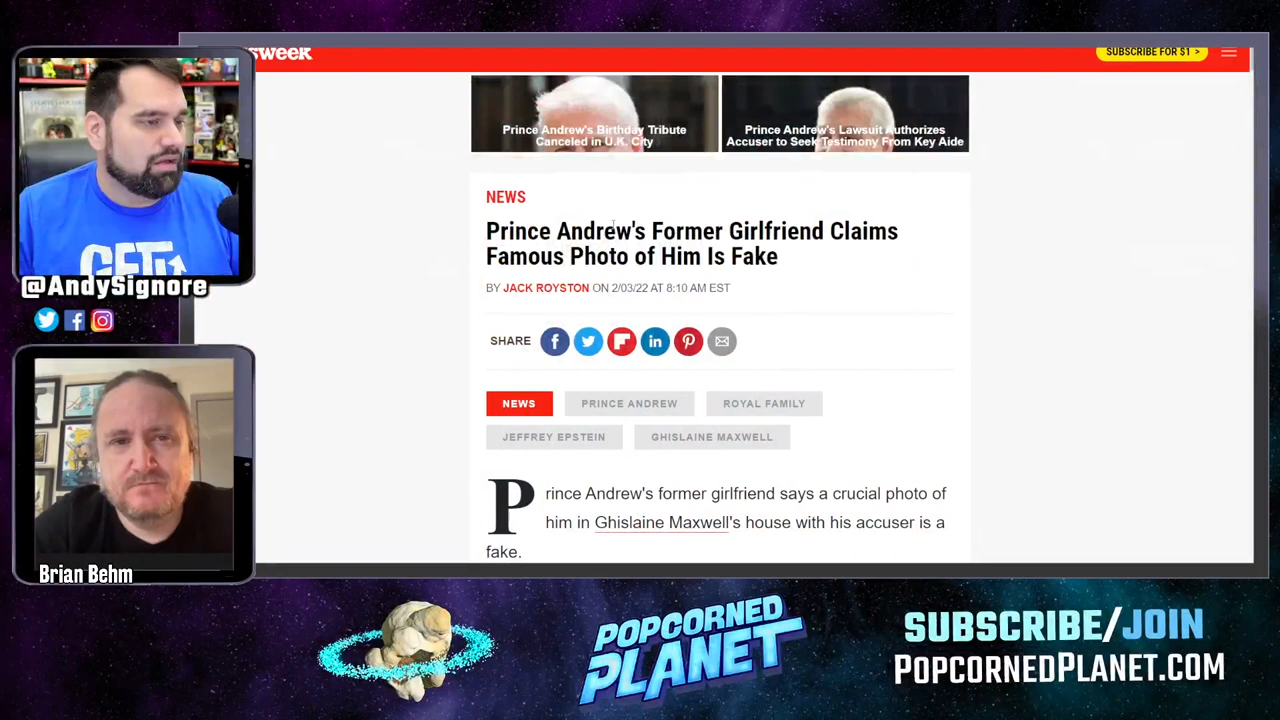 sweek
SUBSCRIBE FOR $1 >
Prince Andrew's Birthday Tribute
Canceled in U.K. City
Prince Andrew's Lawsuit Authorizes
Accuser to Seek Testimony From Key Aide
NEWS
Prince Andrew's Former Girlfriend Claims
Famous Photo of Him Is Fake
BY JACK ROYSTON ON 2/03/22 AT 8:10 AM EST
SHARE
NEWS
PRINCE ANDREW
ROYAL FAMILY
JEFFREY EPSTEIN
GHISLAINE MAXWELL
Prince Andrew's former girlfriend says a crucial photo of
him in Ghislaine Maxwell's house with his accuser is a
fake.
@AndySignore
Brian Behm
POPCORNED
PLANET
SUBSCRIBE/JOIN
POPCORNEDPLANET.COM